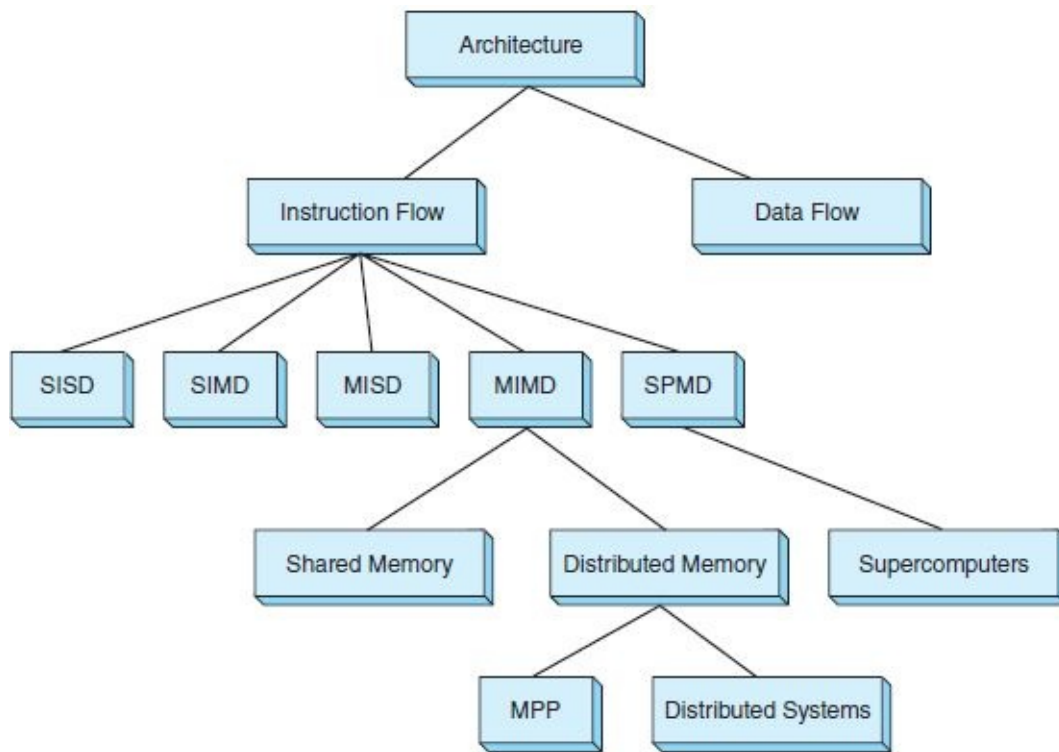 Architecture
Instruction Flow
Data Flow
SISD
SIMD
MISD
MIMD
SPMD
Shared Memory
Distributed Memory
Supercomputers
MPP
Distributed Systems